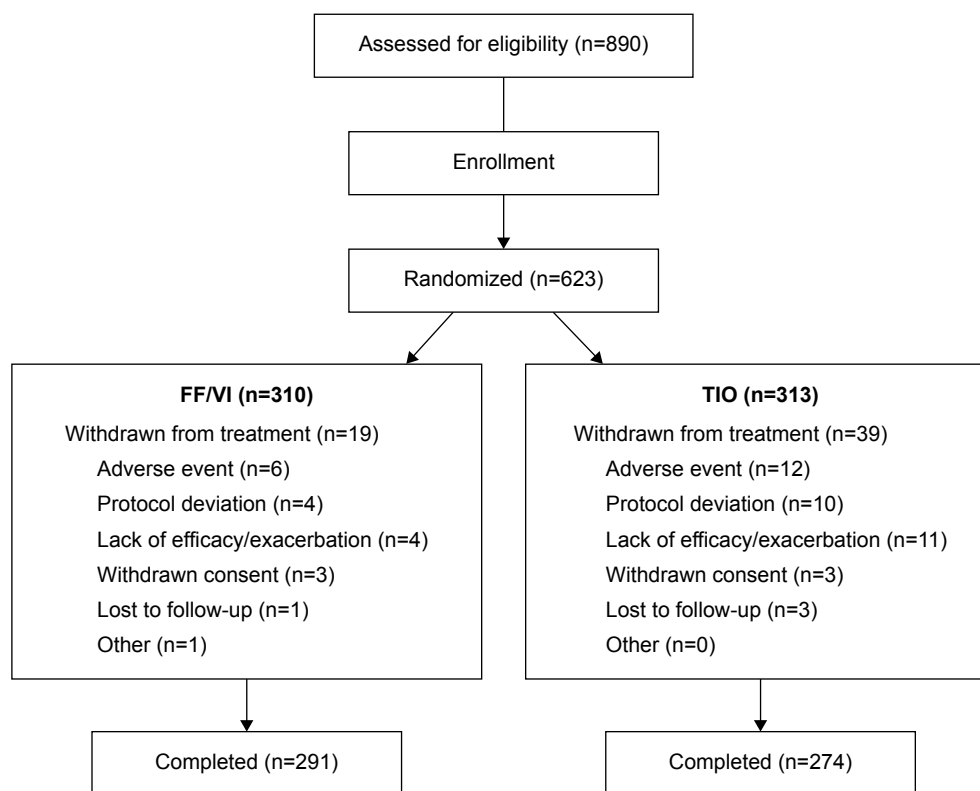 Assessed for eligibility (n=890)
Enrollment
Randomized (n=623)
FF/VI (n=310)
Withdrawn from treatment (n=19)
Adverse event (n=6)
Protocol deviation (n=4)
Lack of efficacy/exacerbation (n=4)
Withdrawn consent (n=3)
Lost to follow-up (n=1)
Other (n=1)
TIO (n=313)
Withdrawn from treatment (n=39)
Adverse event (n=12)
Protocol deviation (n=10)
Lack of efficacy/exacerbation (n=11)
Withdrawn consent (n=3)
Lost to follow-up (n=3)
Other (n=0)
Completed (n=291)
Completed (n=274)